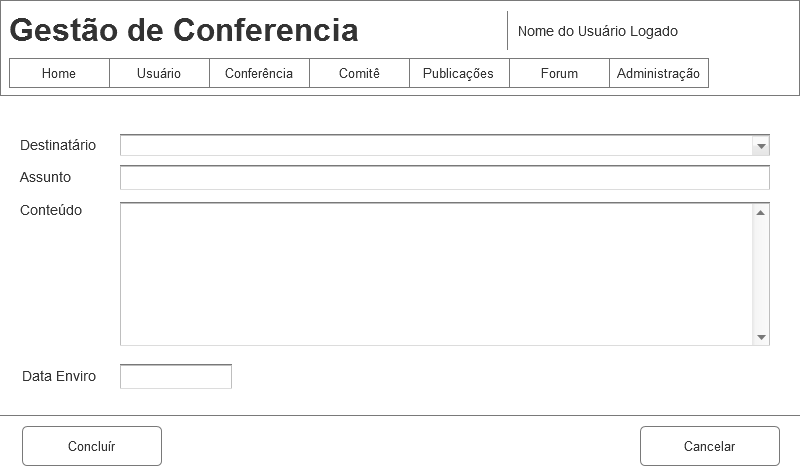 Gestão de Conferencia
Nome do Usuário Logado
Home Usuário Conferência Comitê Publicações Forum Administração
Destinatário
Assunto
Conteúdo
Data Enviro
Concluír Cancelar